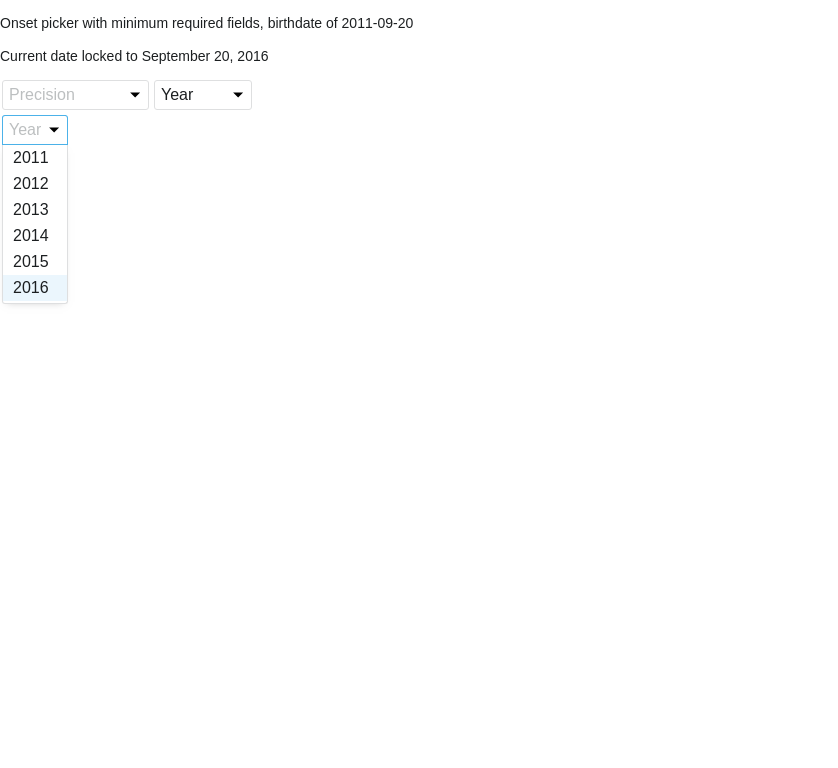 Onset picker with minimum required fields, birthdate of 2011-09-20
Current date locked to September 20, 2016
Precision Year
Year
2011
2012
2013
2014
2015
2016